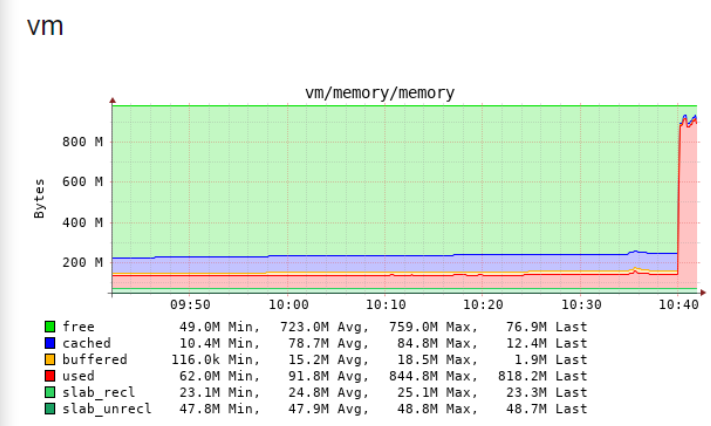 vm
vm/memory/memory
Bytes
800 M
600 M
400 M
200 M
09:50 10:00 10:10 10:20 10:30 10:40
free 49.0M Min, 723.0M Avg, 759.0M Max, 76.9M Last
cached 10.4M Min, 78.7M Avg, 84.8M Max, 12.4M Last
buffered 116.0k Min, 15.2M Avg, 18.5M Max, 1.9M Last
used 62.0M Min, 91.8M Avg, 844.8M Max, 818.2M Last
slab_recl 23.1M Min, 24.8M Avg, 25.1M Max, 23.3M Last
slab_unrecl 47.8M Min, 47.9M Avg, 48.8M Max, 48.7M Last